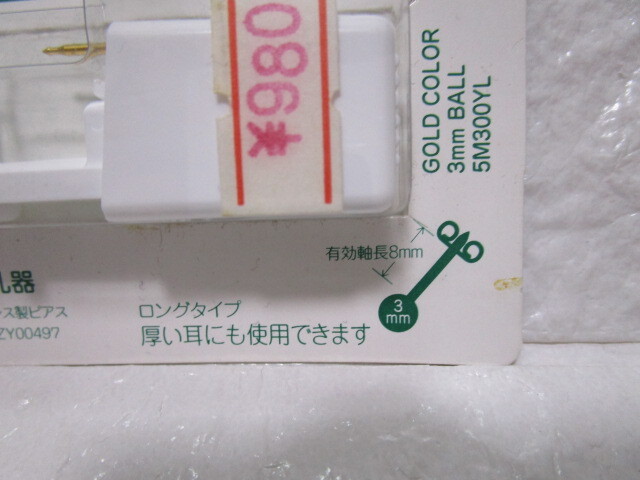 ¥980
GOLD COLOR
3mm BALL
5M300YL
有効軸長8mm
3
mm
ロングタイプ
厚い耳にも使用できます
孔器
ス製ピアス
ZY00497